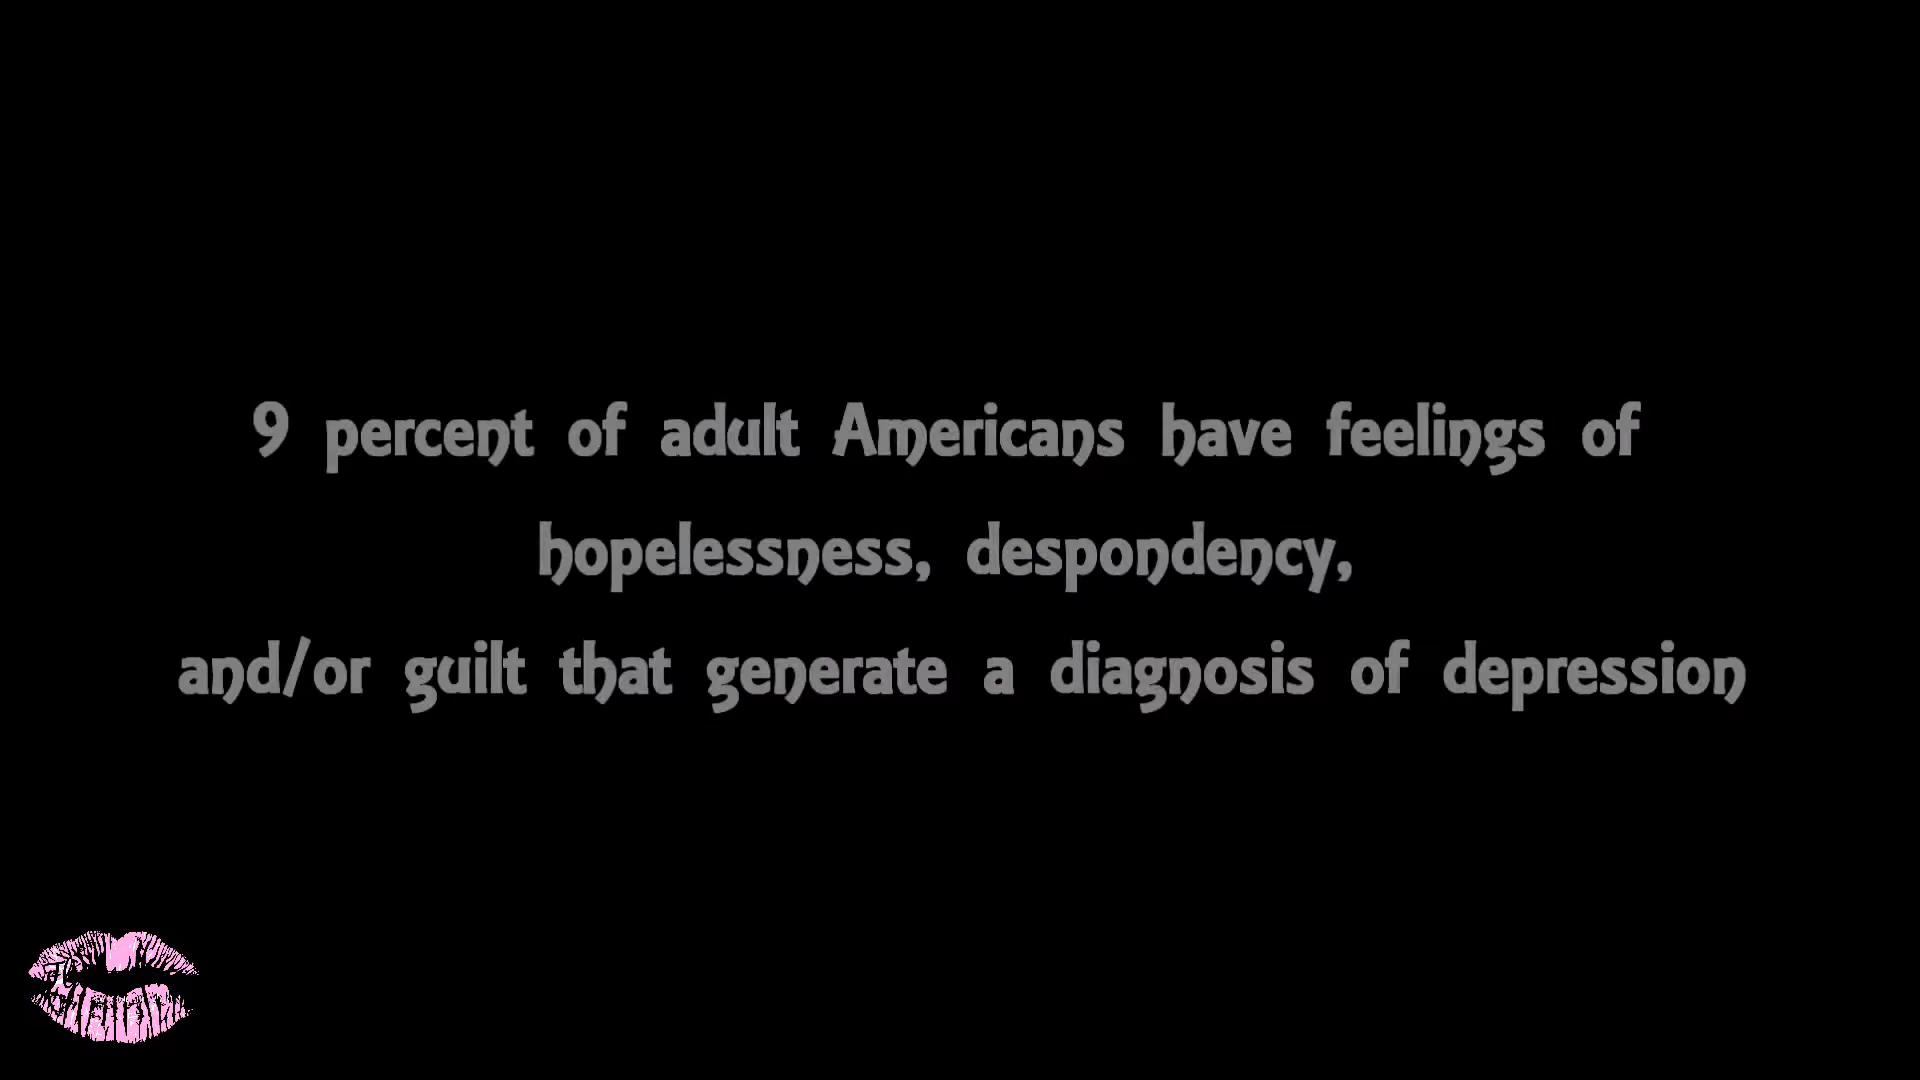 9 percent of adult Americans have feelings of
hopelessness, despondency,
and/or guilt that generate a diagnosis of depression